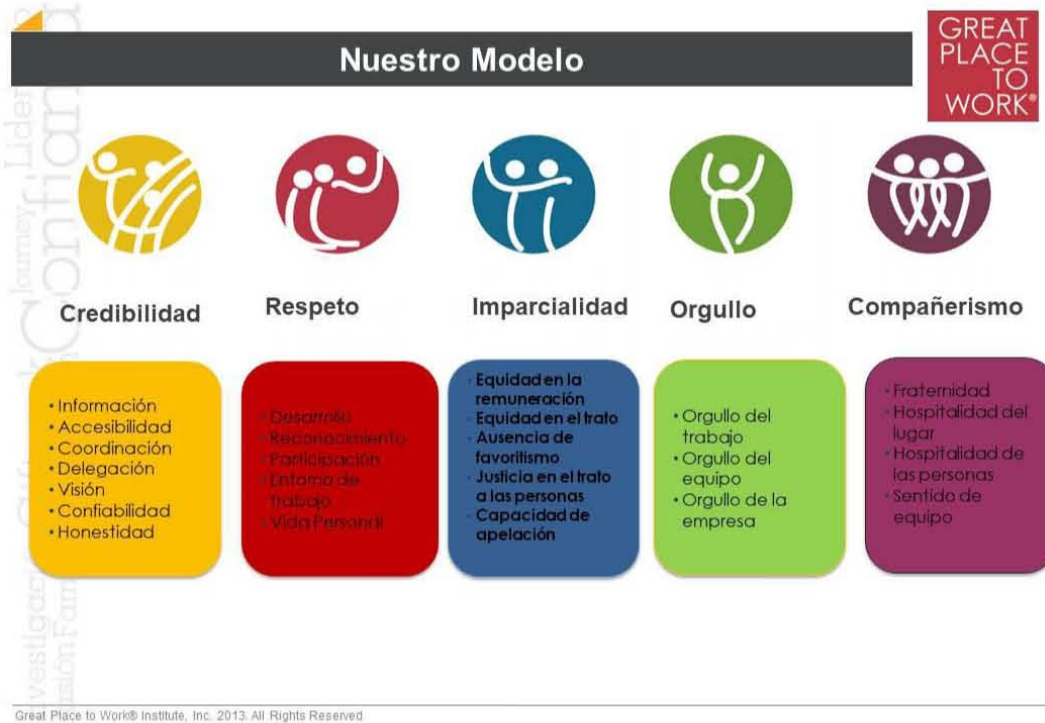 Nuestro Modelo
GREAT
PLACE
TO
WORK®
Journey
Confianza
Credibilidad
Respeto
Imparcialidad
Orgullo
Compañerismo
• Información
• Accesibilidad
• Coordinación
• Delegación
• Visión
• Confiabilidad
• Honestidad
• Desarrollo
• Reconocimiento
• Participación
• Entorno de
trabajo
• Vida Personal
• Equidad en la
remuneración
• Equidad en el trato
• Ausencia de
favoritismo
• Justicia en el trato
a las personas
• Capacidad de
apelación
• Orgullo del
trabajo
• Orgullo del
equipo
• Orgullo de la
empresa
• Fraternidad
• Hospitalidad del
lugar
• Hospitalidad de
las personas
• Sentido de
equipo
Great Place to Work® Institute, Inc. 2013. All Rights Reserved